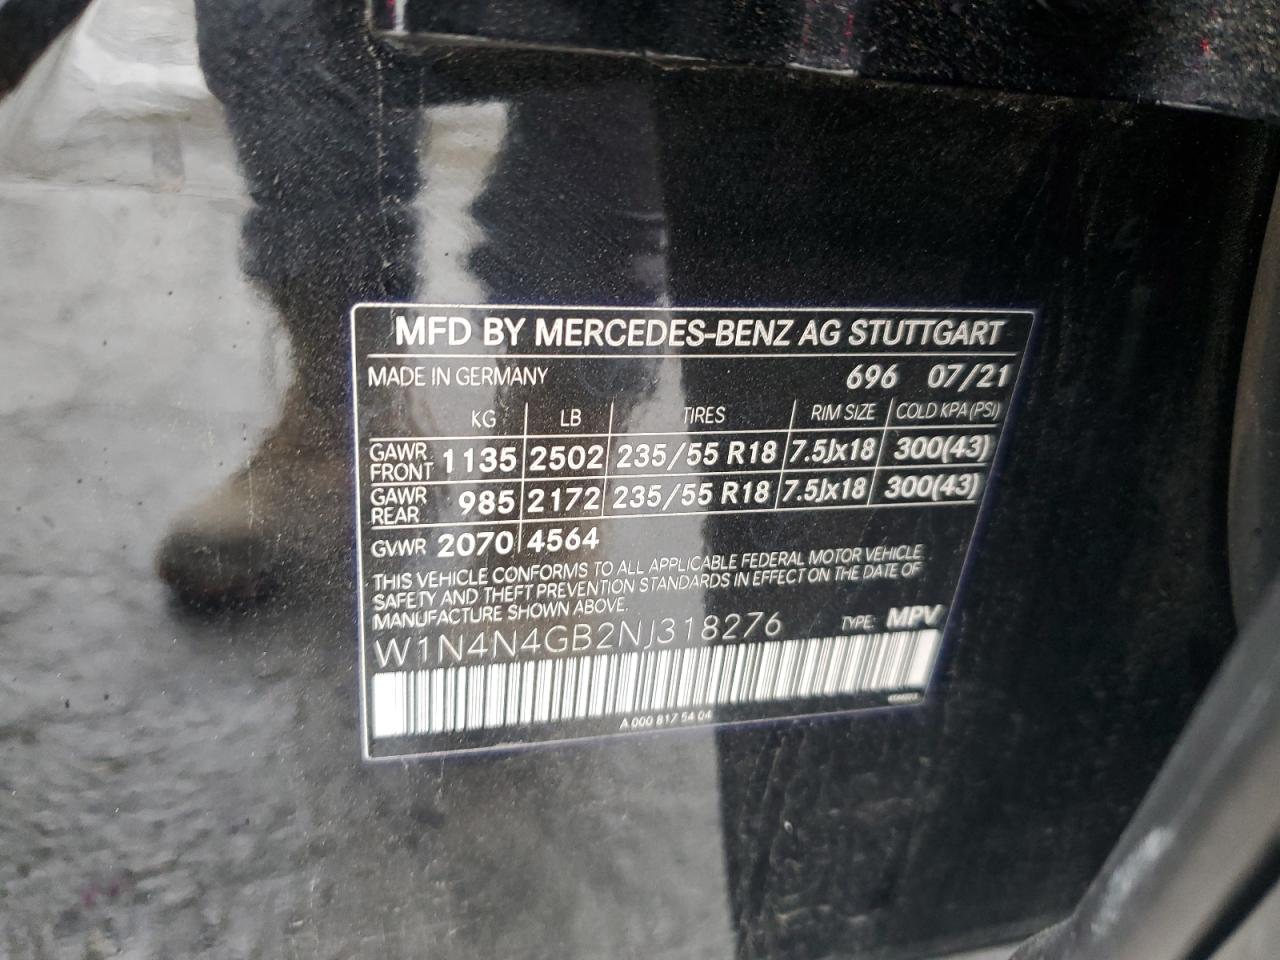 MFD BY MERCEDES-BENZ AG STUTTGART
MADE IN GERMANY 696 07/21
KG LB TIRES RIM SIZE COLD KPA (PSI)
GAWR FRONT 1135 2502 235/55 R18 7.5Jx18 300(43)
GAWR REAR 985 2172 235/55 R18 7.5Jx18 300(43)
GVWR 2070 4564
THIS VEHICLE CONFORMS TO ALL APPLICABLE FEDERAL MOTOR VEHICLE
SAFETY AND THEFT PREVENTION STANDARDS IN EFFECT ON THE DATE OF
MANUFACTURE SHOWN ABOVE.
W1N4N4GB2NJ318276 TYPE: MPV
A 000 817 54 04